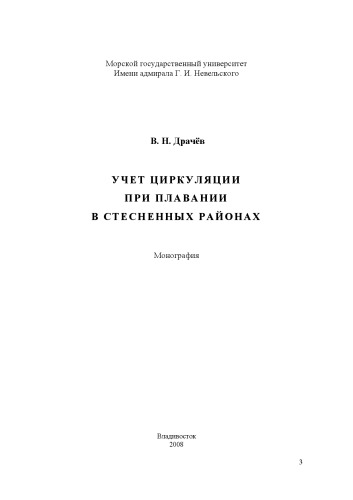 Морской государственный университет
Имени адмирала Г. И. Невельского
В. Н. Драчёв
УЧЕТ ЦИРКУЛЯЦИИ
ПРИ ПЛАВАНИИ
В СТЕСНЕННЫХ РАЙОНАХ
Монография
Владивосток
2008
3